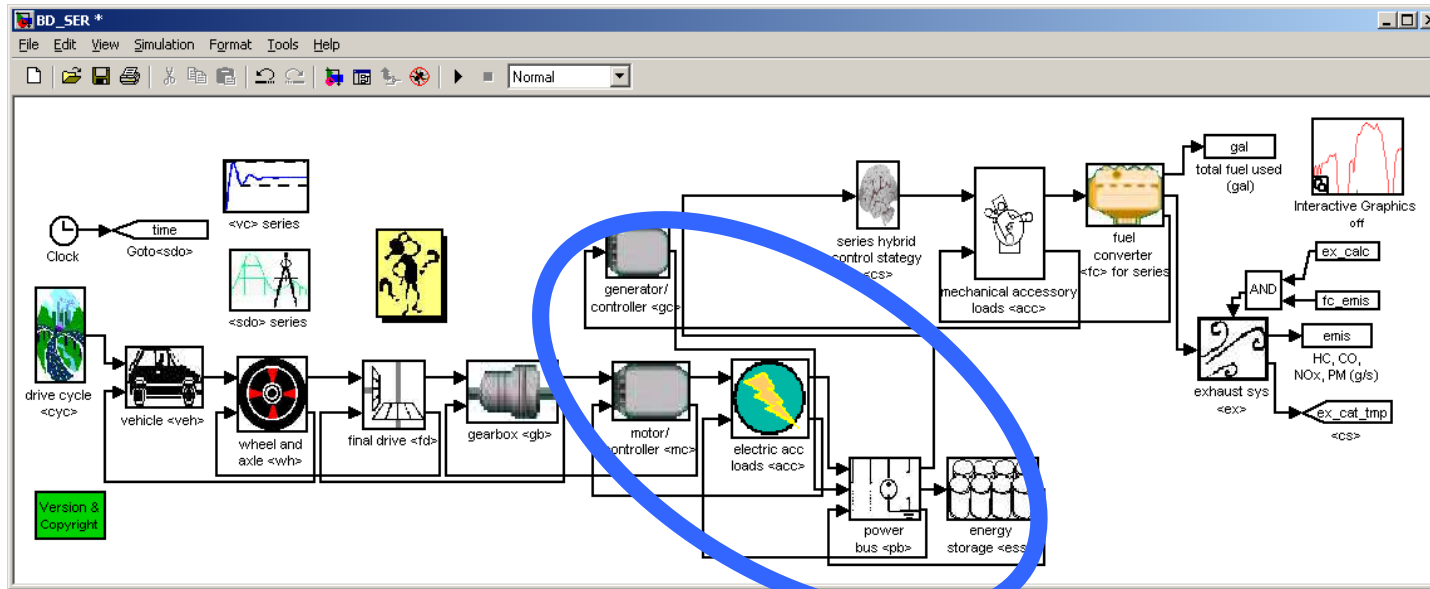 BD_SER *
File Edit View Simulation Format Tools Help
Normal
gal
total fuel used
(gal)
Interactive Graphics
off
<vc> series
time
Clock
Goto<sdo>
<sdo> series
series hybrid
control stategy
<cs>
mechanical accessory
loads <acc>
fuel
converter
<fc> for series
ex_calc
AND
fc_emis
emis
HC, CO,
NOx, PM (g/s)
exhaust sys
<ex>
ex_cat_tmp
<cs>
generator/
controller <gc>
drive cycle
<cyc>
vehicle <veh>
wheel and
axle <wh>
final drive <fd>
gearbox <gb>
motor/
controller <mc>
electric acc
loads <acc>
power
bus <pb>
energy
storage <ess>
Version &
Copyright